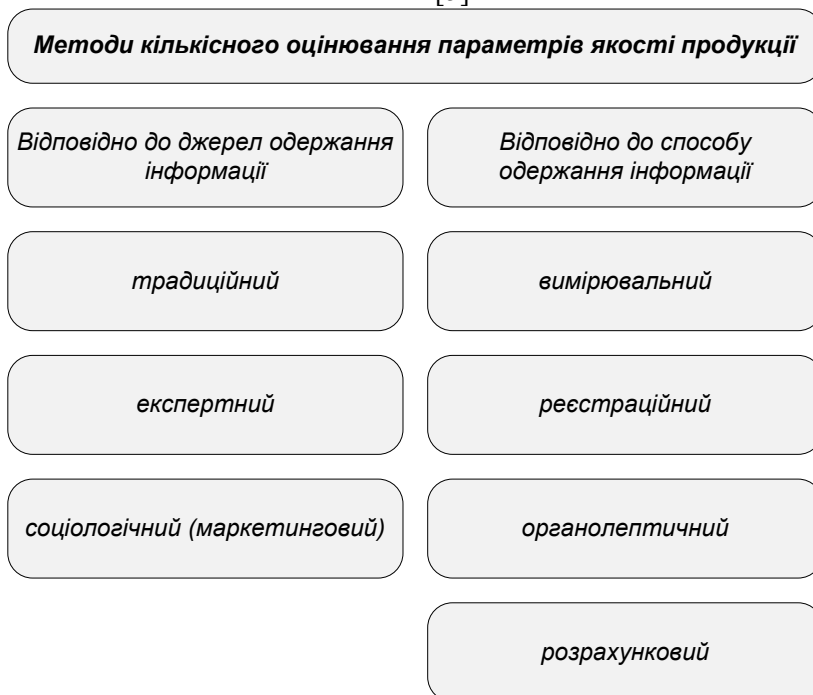 Методи кількісного оцінювання параметрів якості продукції
Відповідно до джерел одержання
інформації
Відповідно до способу
одержання інформації
традиційний
вимірювальний
експертний
реєстраційний
соціологічний (маркетинговий)
органолептичний
розрахунковий